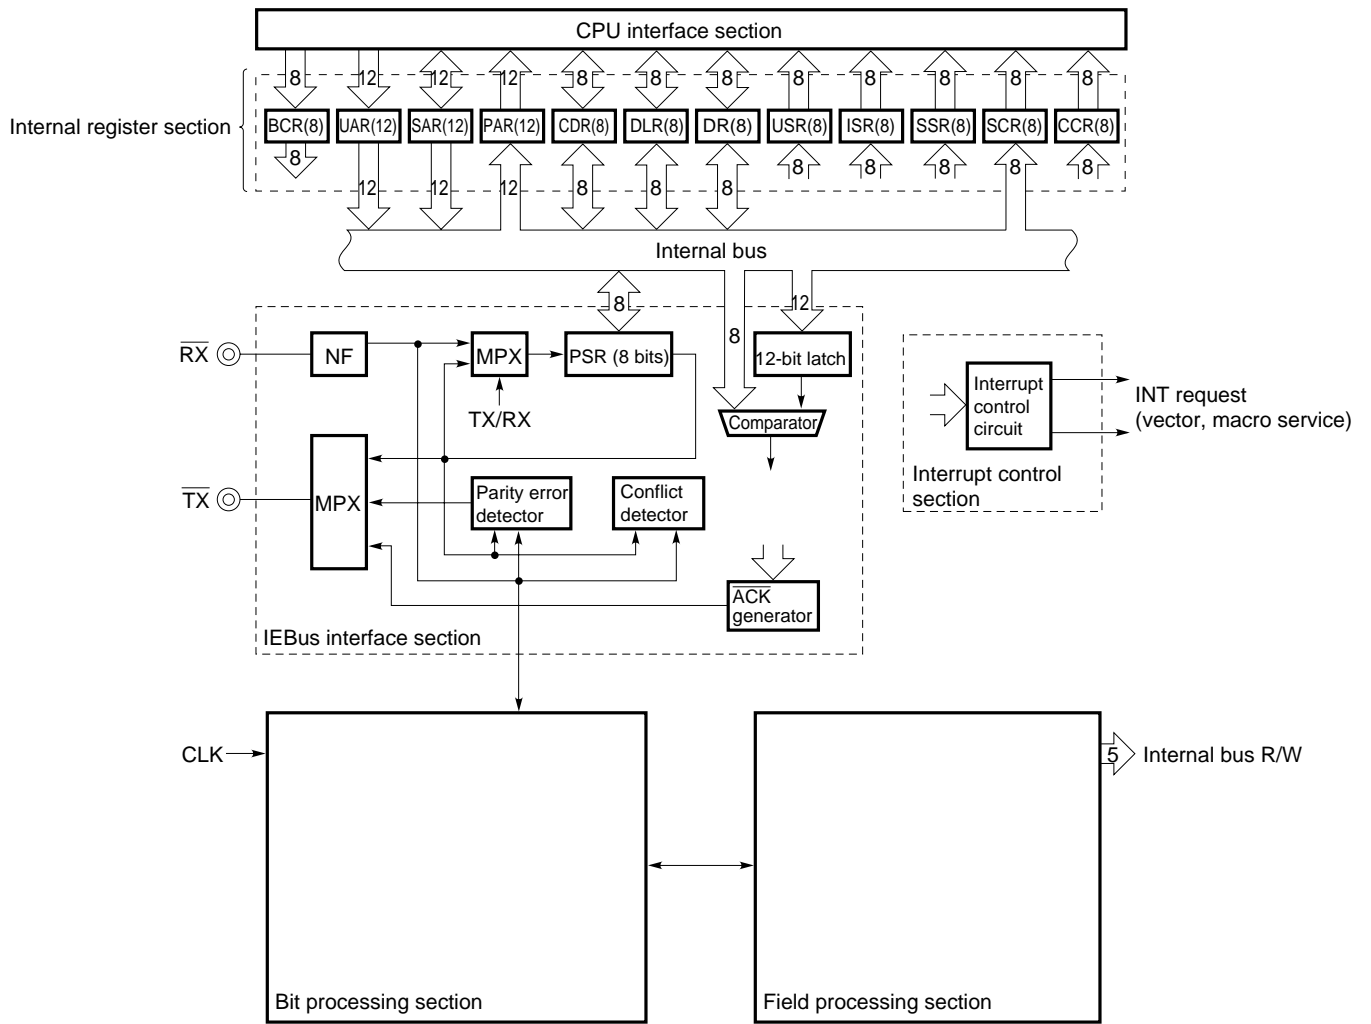 CPU interface section
8 12 12 12 8 8 8 8 8 8 8 8
Internal register section
BCR(8) UAR(12) SAR(12) PAR(12) CDR(8) DLR(8) DR(8) USR(8) ISR(8) SSR(8) SCR(8) CCR(8)
8 12 12 12 8 8 8 8 8 8 8 8
Internal bus
8 8 12
RX
NF
MPX
PSR (8 bits)
12-bit latch
TX/RX
Comparator
Interrupt
control
circuit
INT request
(vector, macro service)
Interrupt control
section
TX
MPX
Parity error
detector
Conflict
detector
ACK
generator
IEBus interface section
CLK
5
Internal bus R/W
Bit processing section
Field processing section